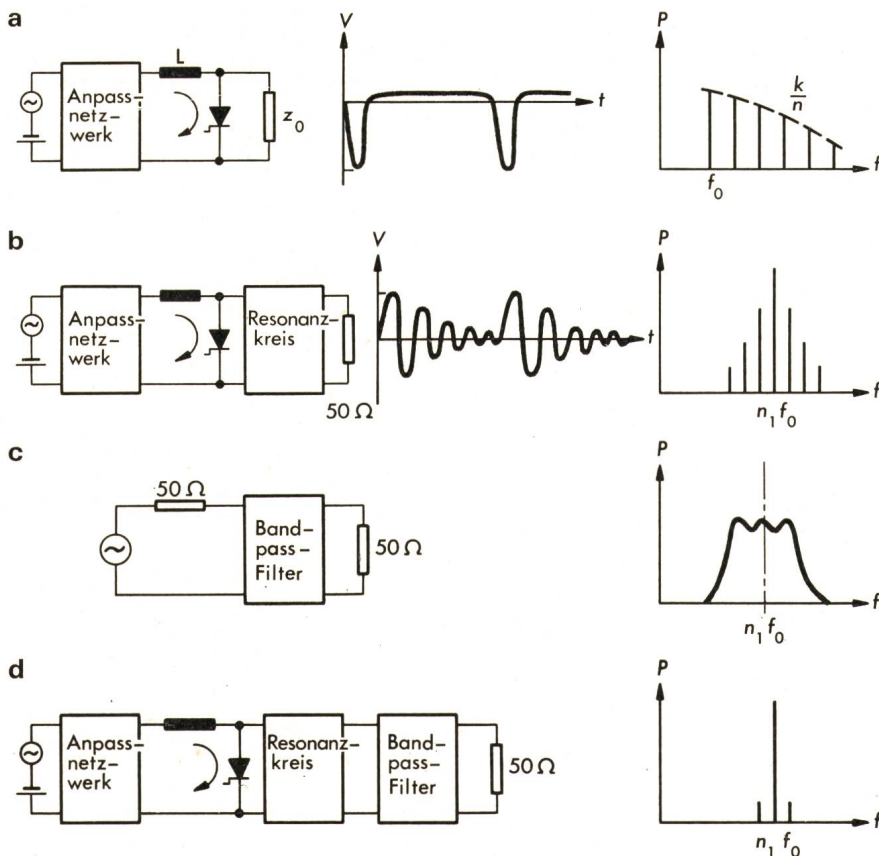 a
L
Anpass-
netz-
werk
z₀
V
t
P
k
n
f₀
f
b
Anpass-
netz-
werk
Resonanz-
kreis
50 Ω
V
t
P
n₁ f₀
f
c
50 Ω
Band-
pass-
Filter
50 Ω
P
n₁ f₀
f
d
Anpass-
netz-
werk
Resonanz-
kreis
Band-
pass-
Filter
50 Ω
P
n₁ f₀
f